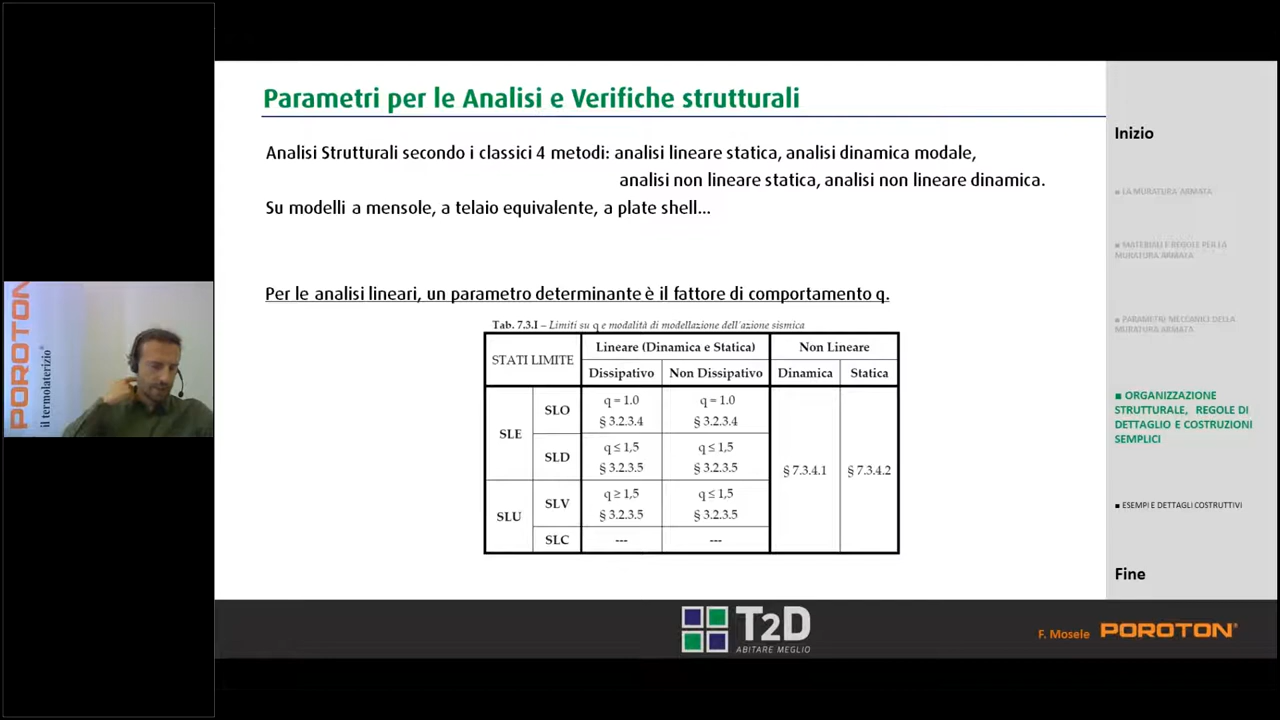 Parametri per le Analisi e Verifiche strutturali
Analisi Strutturali secondo i classici 4 metodi: analisi lineare statica, analisi dinamica modale,
analisi non lineare statica, analisi non lineare dinamica.
Su modelli a mensole, a telaio equivalente, a plate shell...
Per le analisi lineari, un parametro determinante è il fattore di comportamento q.
Tab. 7.3.I – Limiti su q e modalità di modellazione dell'azione sismica
STATI LIMITE Lineare (Dinamica e Statica) Non Lineare
Dissipativo Non Dissipativo Dinamica Statica
SLE SLO q = 1.0 § 3.2.3.4 q = 1.0 § 3.2.3.4 § 7.3.4.1 § 7.3.4.2
SLD q ≤ 1,5 § 3.2.3.5 q ≤ 1,5 § 3.2.3.5
SLU SLV q ≥ 1,5 § 3.2.3.5 q ≤ 1,5 § 3.2.3.5
SLC --- ---
Inizio
■ LA MURATURA ARMATA
■ MATERIALI E REGOLE PER LA
MURATURA ARMATA
■ PARAMETRI MECCANICI DELLA
MURATURA ARMATA
■ ORGANIZZAZIONE
STRUTTURALE, REGOLE DI
DETTAGLIO E COSTRUZIONI
SEMPLICI
■ ESEMPI E DETTAGLI COSTRUTTIVI
Fine
POROTON
il termolaterizio®
T2D
ABITARE MEGLIO
F. Mosele POROTON®